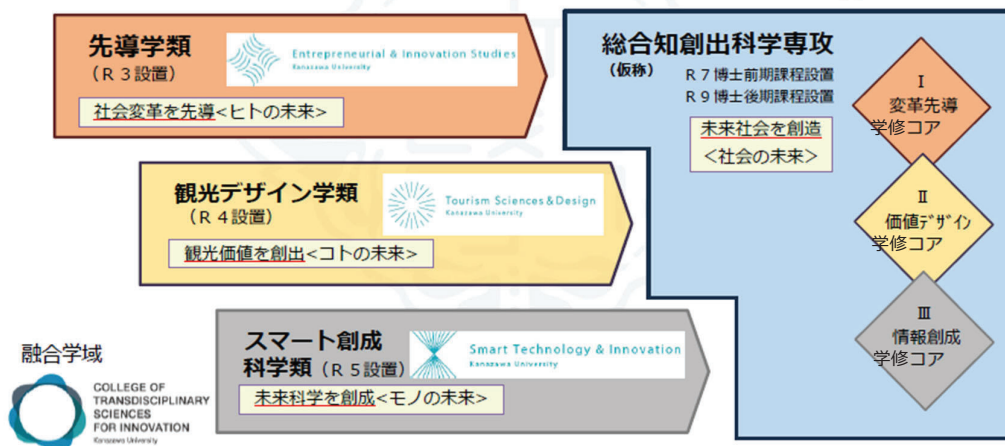 先導学類
(R3設置)
Entrepreneurial & Innovation Studies
Kanazawa University
社会変革を先導<ヒトの未来>
観光デザイン学類
(R4設置)
Tourism Sciences & Design
Kanazawa University
観光価値を創出<コトの未来>
スマート創成
科学類(R5設置)
Smart Technology & Innovation
Kanazawa University
未来科学を創成<モノの未来>
融合学域
COLLEGE OF
TRANSDISCIPLINARY
SCIENCES
FOR INNOVATION
Kanazawa University
総合知創出科学専攻
(仮称)
R7博士前期課程設置
R9博士後期課程設置
未来社会を創造
<社会の未来>
Ⅰ
変革先導
学修コア
Ⅱ
価値デザイン
学修コア
Ⅲ
情報創成
学修コア